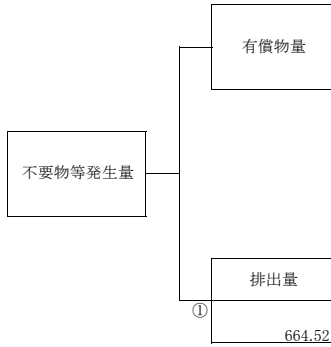 有償物量
不要物等発生量
排出量
①
664.52